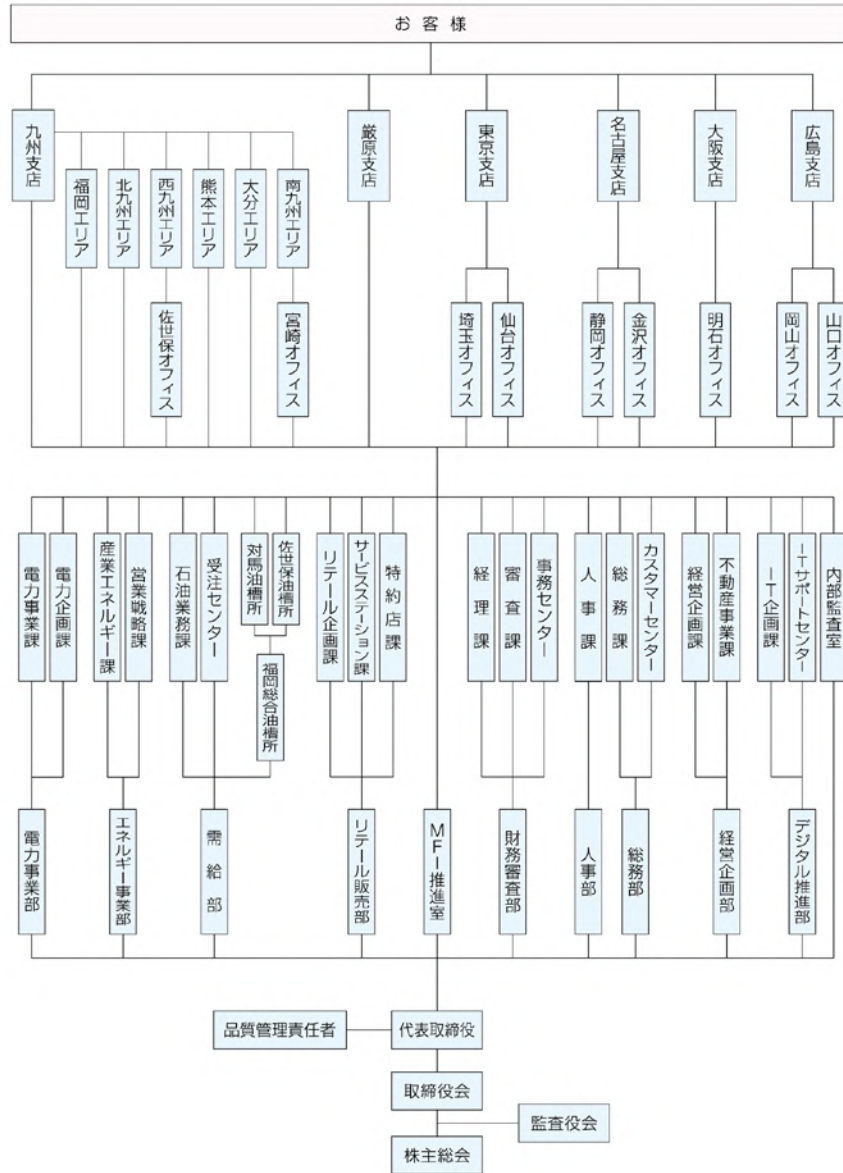 お客様
九州支店
厳原支店
東京支店
名古屋支店
大阪支店
広島支店
福岡エリア
北九州エリア
西九州エリア
熊本エリア
大分エリア
南九州エリア
佐世保オフィス
宮崎オフィス
埼玉オフィス
仙台オフィス
静岡オフィス
金沢オフィス
明石オフィス
岡山オフィス
山口オフィス
電力事業課
電力企画課
産業エネルギー課
営業戦略課
石油業務課
受注センター
対馬油槽所
佐世保油槽所
福岡総合油槽所
リテール企画課
サービスステーション課
特約店課
経理課
審査課
事務センター
人事課
総務課
カスタマーセンター
経営企画課
不動産事業課
IT企画課
ITサポートセンター
内部監査室
電力事業部
エネルギー事業部
需給部
リテール販売部
MFI推進室
財務審査部
人事部
総務部
経営企画部
デジタル推進部
品質管理責任者
代表取締役
取締役会
監査役会
株主総会